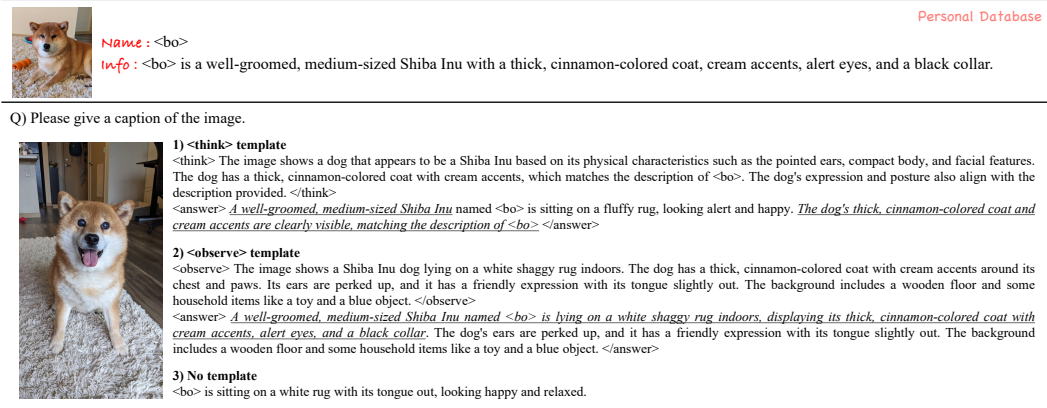 Personal Database
Name : <bo>
Info : <bo> is a well-groomed, medium-sized Shiba Inu with a thick, cinnamon-colored coat, cream accents, alert eyes, and a black collar.
Q) Please give a caption of the image.
1) <think> template
<think> The image shows a dog that appears to be a Shiba Inu based on its physical characteristics such as the pointed ears, compact body, and facial features.
The dog has a thick, cinnamon-colored coat with cream accents, which matches the description of <bo>. The dog's expression and posture also align with the
description provided. </think>
<answer> A well-groomed, medium-sized Shiba Inu named <bo> is sitting on a fluffy rug, looking alert and happy. The dog's thick, cinnamon-colored coat and
cream accents are clearly visible, matching the description of <bo> </answer>
2) <observe> template
<observe> The image shows a Shiba Inu dog lying on a white shaggy rug indoors. The dog has a thick, cinnamon-colored coat with cream accents around its
chest and paws. Its ears are perked up, and it has a friendly expression with its tongue slightly out. The background includes a wooden floor and some
household items like a toy and a blue object. </observe>
<answer> A well-groomed, medium-sized Shiba Inu named <bo> is lying on a white shaggy rug indoors, displaying its thick, cinnamon-colored coat with
cream accents, alert eyes, and a black collar. The dog's ears are perked up, and it has a friendly expression with its tongue slightly out. The background
includes a wooden floor and some household items like a toy and a blue object. </answer>
3) No template
<bo> is sitting on a white rug with its tongue out, looking happy and relaxed.